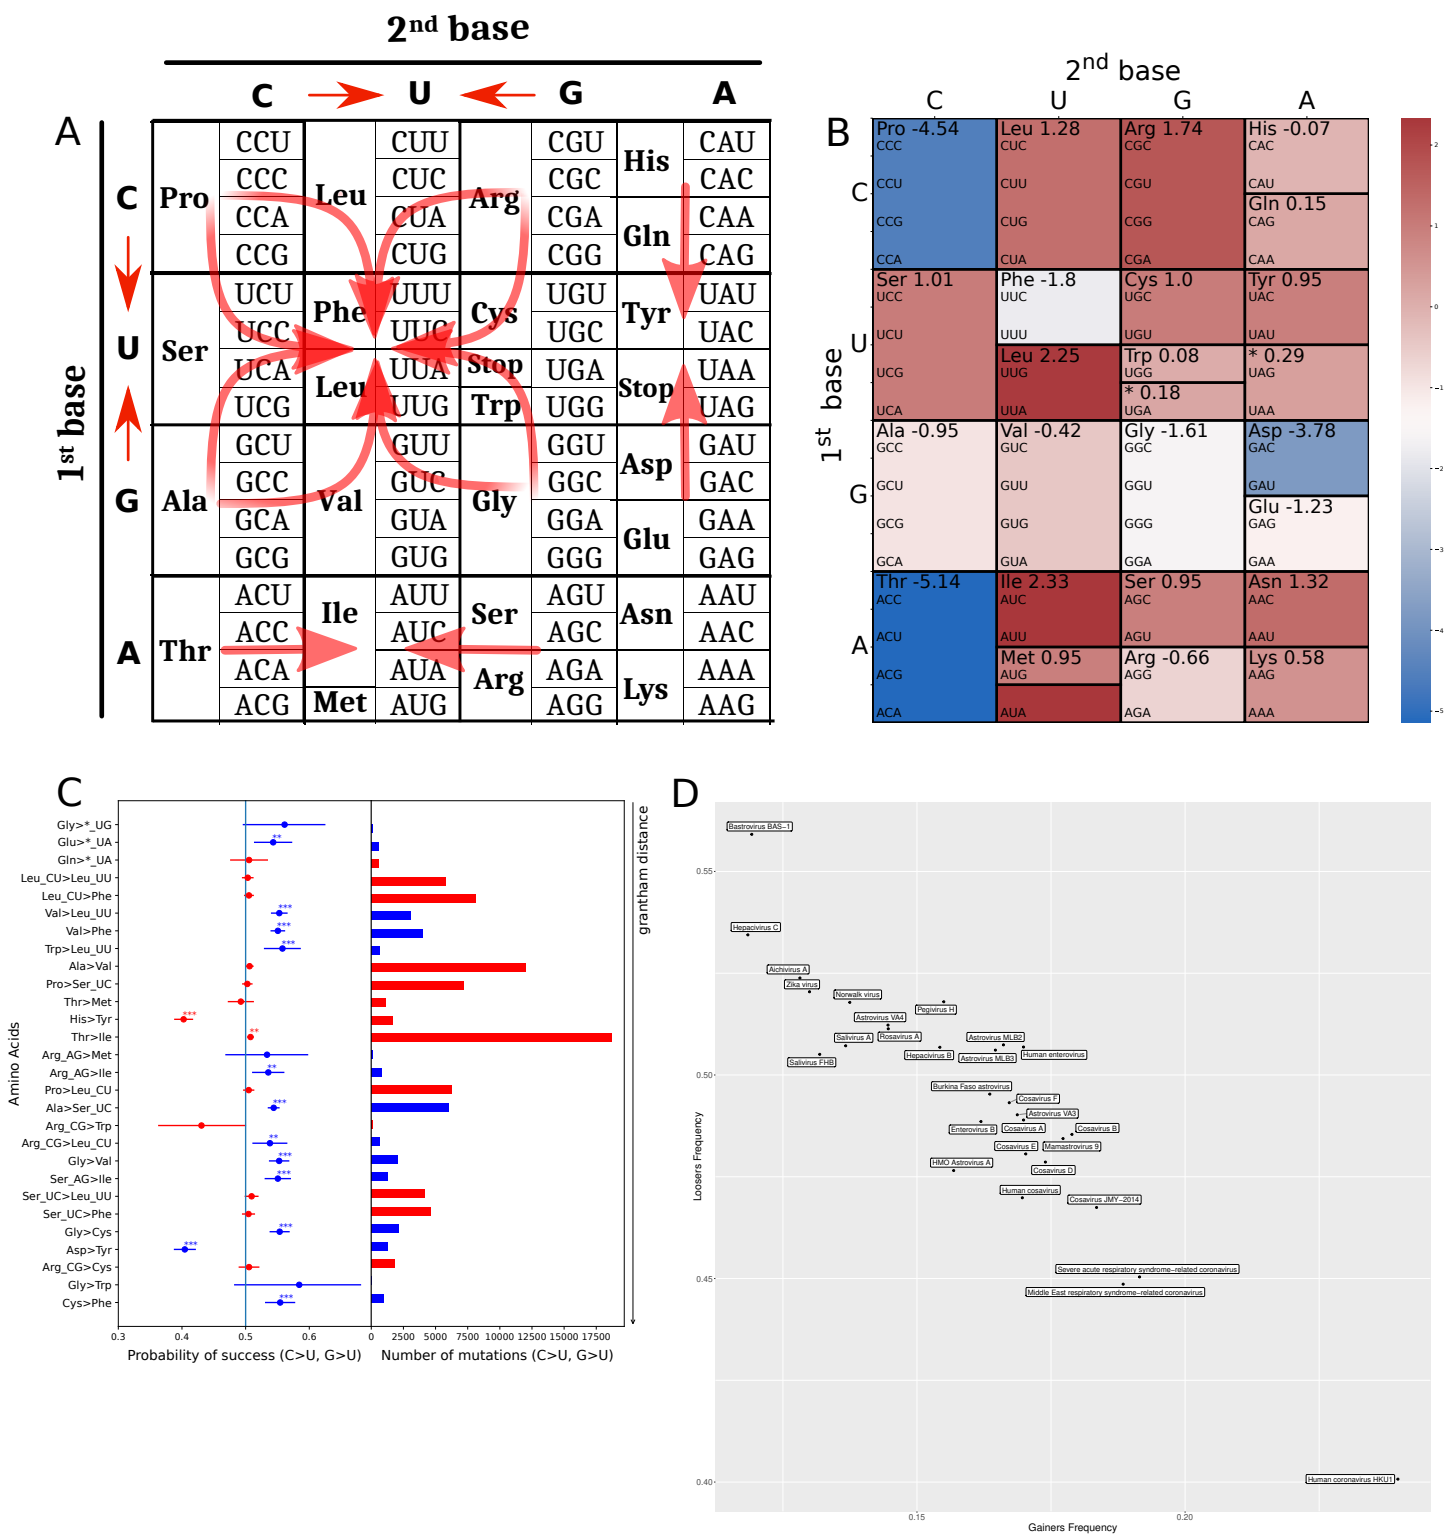 2nd base
C U G A
A
1st base
C
U
G
A
Pro
CCU
CCC
CCA
CCG
Leu
CUU
CUC
CUA
CUG
Arg
CGU
CGC
CGA
CGG
His
Gln
CAU
CAC
CAA
CAG
Ser
UCU
UCC
UCA
UCG
Phe
Leu
UUU
UUC
UUA
UUG
Cys
Stop
Trp
UGU
UGC
UGA
UGG
Tyr
Stop
UAU
UAC
UAA
UAG
Ala
GCU
GCC
GCA
GCG
Val
GUU
GUC
GUA
GUG
Gly
GGU
GGC
GGA
GGG
Asp
Glu
GAU
GAC
GAA
GAG
Thr
ACU
ACC
ACA
ACG
Ile
Met
AUU
AUC
AUA
AUG
Ser
Arg
AGU
AGC
AGA
AGG
Asn
Lys
AAU
AAC
AAA
AAG
B
2nd base
C U G A
1st base
C
U
G
A
Pro -4.54
CCC
CCU
CCG
CCA
Leu 1.28
CUC
CUU
CUG
CUA
Arg 1.74
CGC
CGU
CGG
CGA
His -0.07
CAC
CAU
Gln 0.15
CAG
CAA
Ser 1.01
UCC
UCU
UCG
UCA
Phe -1.8
UUC
UUU
Leu 2.25
UUG
UUA
Cys 1.0
UGC
UGU
Trp 0.08
UGG
* 0.18
UGA
Tyr 0.95
UAC
UAU
* 0.29
UAG
UAA
Ala -0.95
GCC
GCU
GCG
GCA
Val -0.42
GUC
GUU
GUG
GUA
Gly -1.61
GGC
GGU
GGG
GGA
Asp -3.78
GAC
GAU
Glu -1.23
GAG
GAA
Thr -5.14
ACC
ACU
ACG
ACA
Ile 2.33
AUC
AUU
Met 0.95
AUG
AUA
Ser 0.95
AGC
AGU
Arg -0.66
AGG
AGA
Asn 1.32
AAC
AAU
Lys 0.58
AAG
AAA
2
1
0
−1
−2
−3
−4
−5
C
Amino Acids
Gly>*_UG
Glu>*_UA
**
Gln>*_UA
Leu_CU>Leu_UU
Leu_CU>Phe
Val>Leu_UU
***
Val>Phe
***
Trp>Leu_UU
***
Ala>Val
Pro>Ser_UC
Thr>Met
His>Tyr
***
Thr>Ile
**
Arg_AG>Met
Arg_AG>Ile
**
Pro>Leu_CU
Ala>Ser_UC
***
Arg_CG>Trp
Arg_CG>Leu_CU
**
Gly>Val
***
Ser_AG>Ile
***
Ser_UC>Leu_UU
Ser_UC>Phe
Gly>Cys
***
Asp>Tyr
***
Arg_CG>Cys
Gly>Trp
Cys>Phe
***
0.3 0.4 0.5 0.6
Probability of success (C>U, G>U)
0 2500 5000 7500 10000 12500 15000 17500
Number of mutations (C>U, G>U)
grantham distance
D
Loosers Frequency
0.55
0.50
0.45
0.40
Bastrovirus BAS−1
Hepacivirus C
Aichivirus A
Zika virus
Norwalk virus
Pegivirus H
Astrovirus VA4
Rosavirus A
Salivirus A
Salivirus FHB
Hepacivirus B
Astrovirus MLB2
Astrovirus MLB3
Human enterovirus
Burkina Faso astrovirus
Cosavirus F
Astrovirus VA3
Enterovirus B
Cosavirus A
Cosavirus B
Cosavirus E
Mamastrovirus 9
HMO Astrovirus A
Cosavirus D
Human cosavirus
Cosavirus JMY−2014
Severe acute respiratory syndrome−related coronavirus
Middle East respiratory syndrome−related coronavirus
Human coronavirus HKU1
0.15 0.20
Gainers Frequency